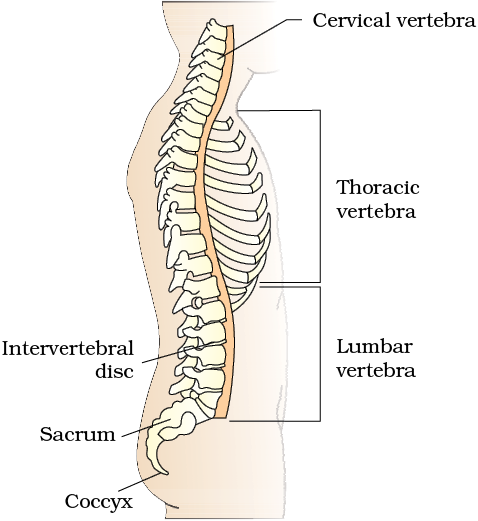 Cervical vertebra
Thoracic
vertebra
Intervertebral
disc
Lumbar
vertebra
Sacrum
Coccyx